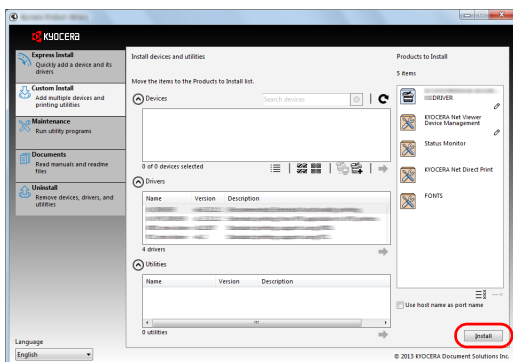 KYOCERA
Express Install
Quickly add a device and its
drivers
Custom Install
Add multiple devices and
printing utilities
Maintenance
Run utility programs
Documents
Read manuals and readme
files
Uninstall
Remove devices, drivers, and
utilities
Language
English
Install devices and utilities
Move the items to the Products to Install list.
Devices
Search devices
0 of 0 devices selected
Drivers
Name Version Description
4 drivers
Utilities
Name Version Description
0 utilities
Products to Install
5 items
DRIVER
KYOCERA Net Viewer
Device Management
Status Monitor
KYOCERA Net Direct Print
FONTS
Use host name as port name
Install
© 2013 KYOCERA Document Solutions Inc.